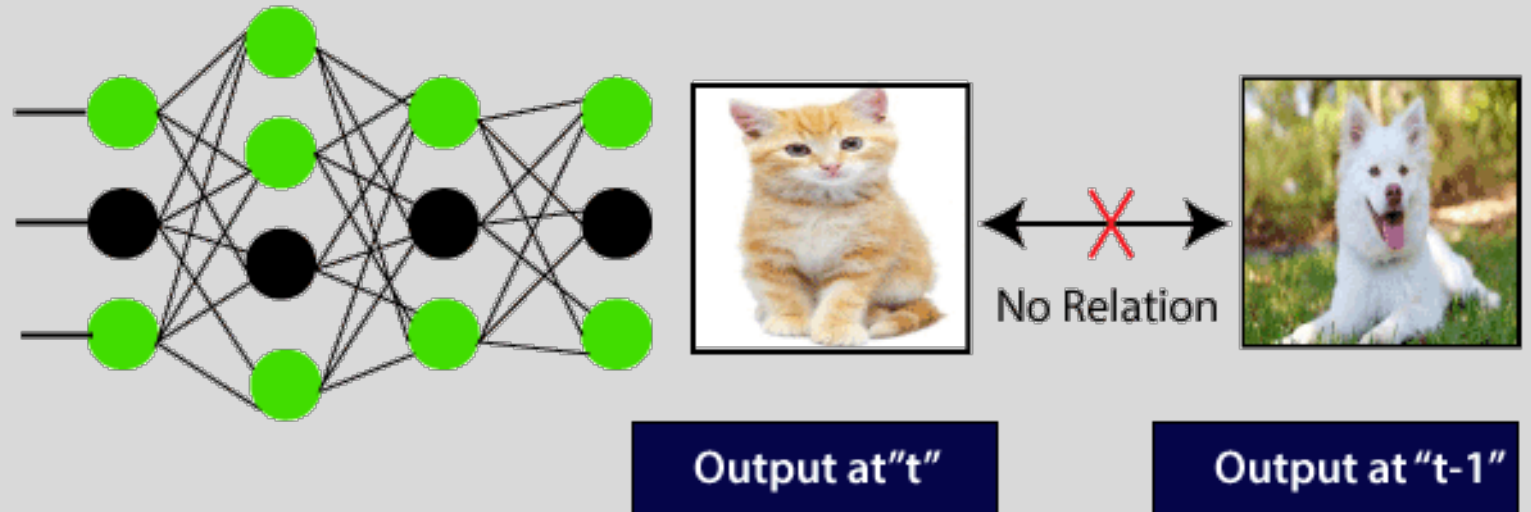 No Relation
Output at"t"
Output at “t-1”